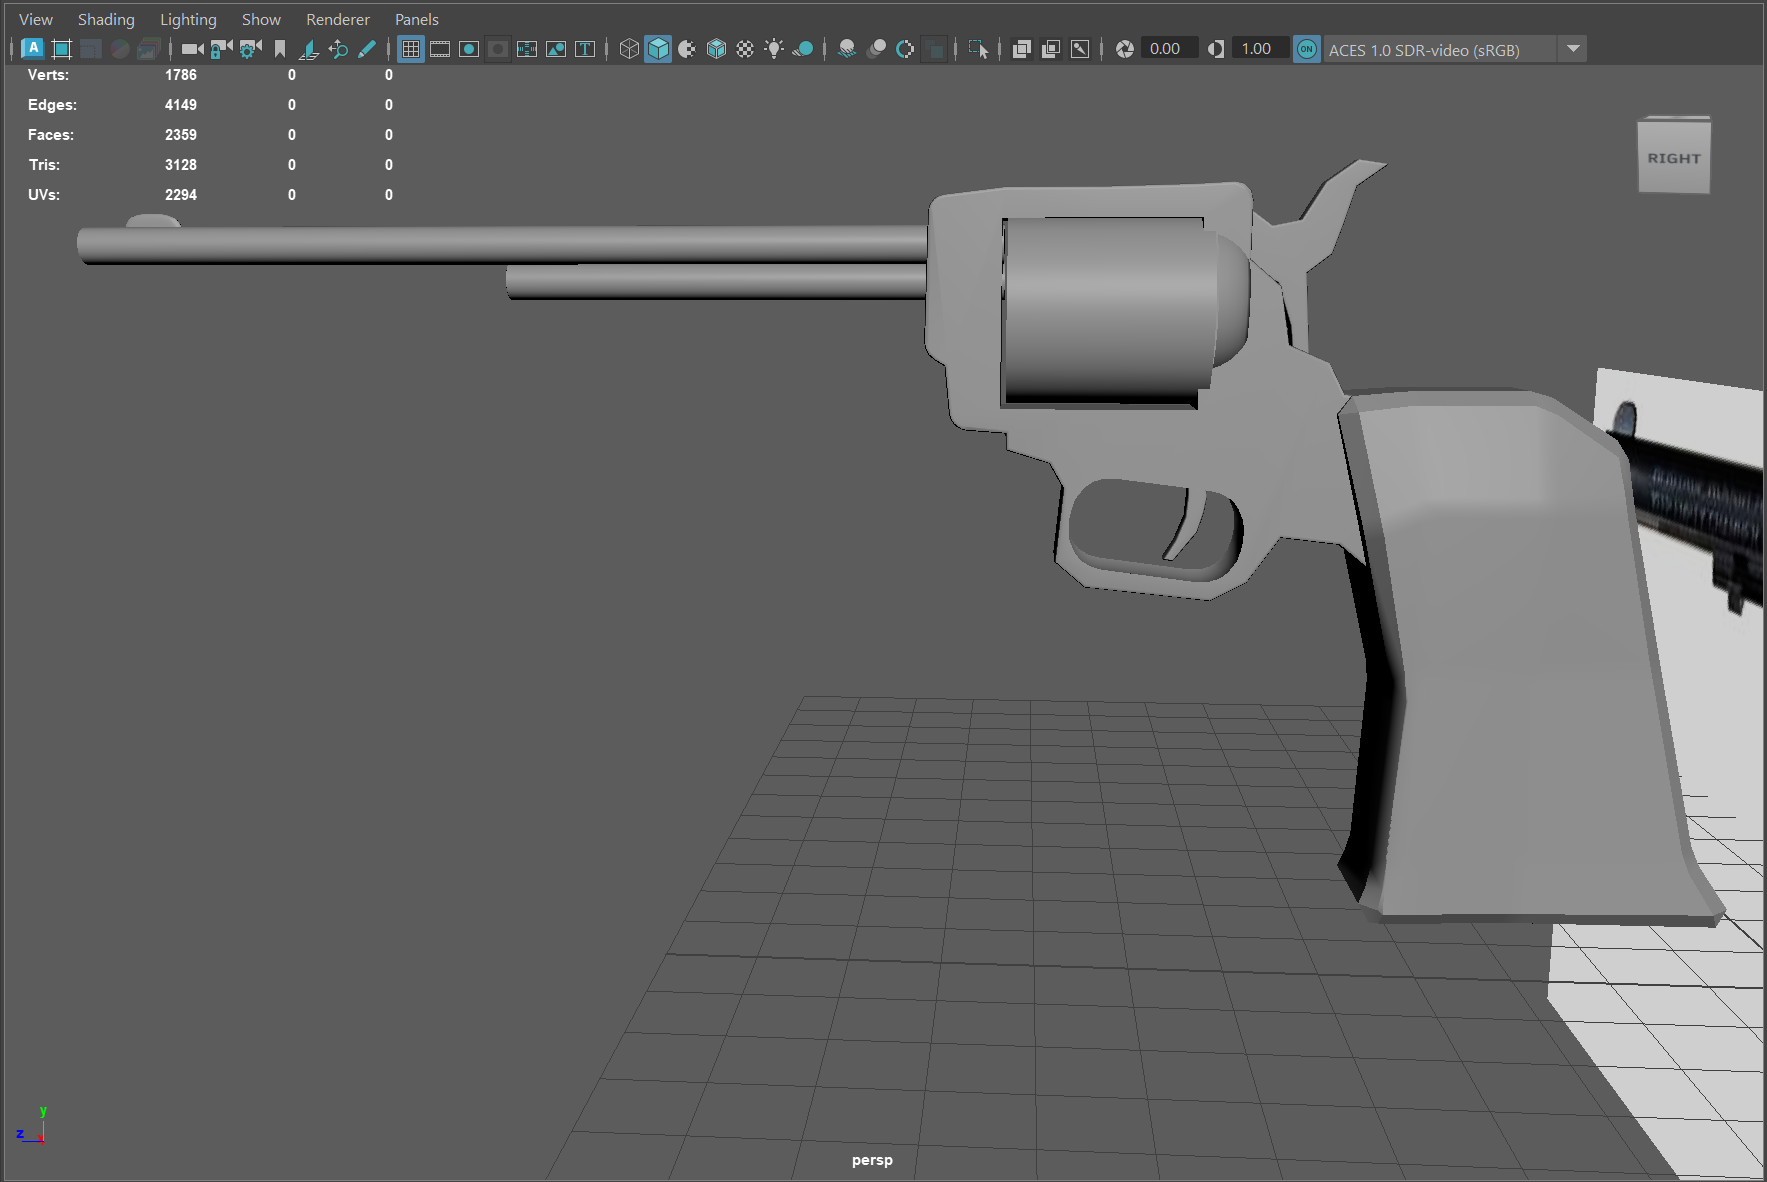 View Shading Lighting Show Renderer Panels
A T 0.00 1.00 ON ACES 1.0 SDR-video (sRGB)
Verts: 1786 0 0
Edges: 4149 0 0
Faces: 2359 0 0
Tris: 3128 0 0
UVs: 2294 0 0
RIGHT
y
z x
persp